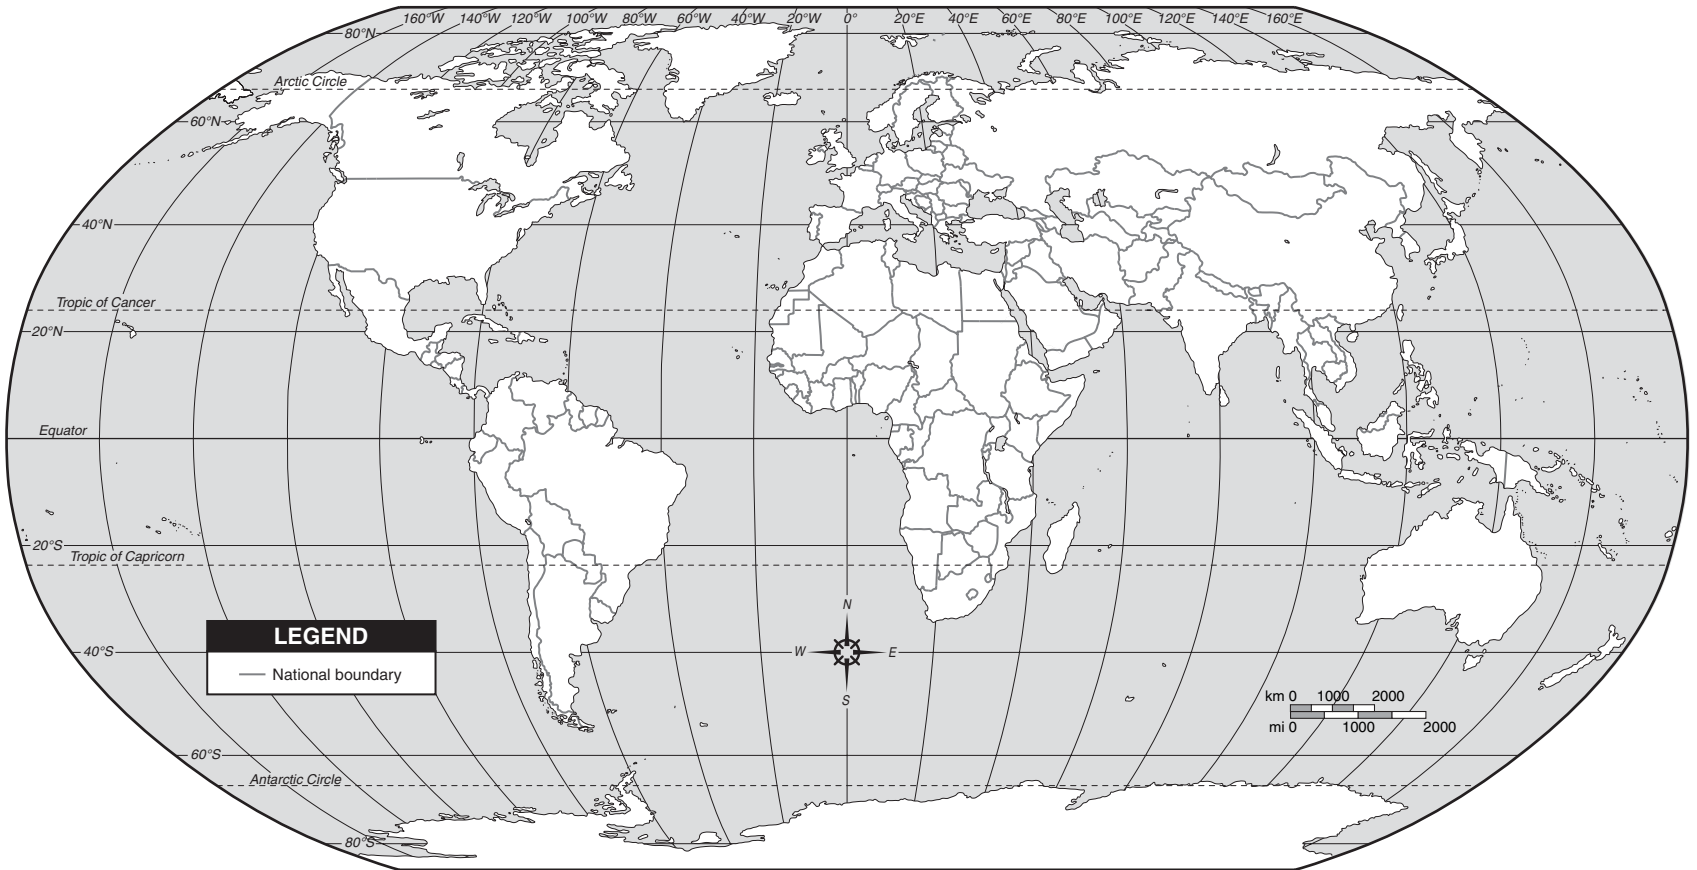 160°W 140°W 120°W 100°W 80°W 60°W 40°W 20°W 0° 20°E 40°E 60°E 80°E 100°E 120°E 140°E 160°E
80°N
Arctic Circle
60°N
40°N
Tropic of Cancer
20°N
Equator
20°S
Tropic of Capricorn
N
W E
S
LEGEND
National boundary
40°S
km 0 1000 2000
mi 0 1000 2000
60°S
Antarctic Circle
80°S